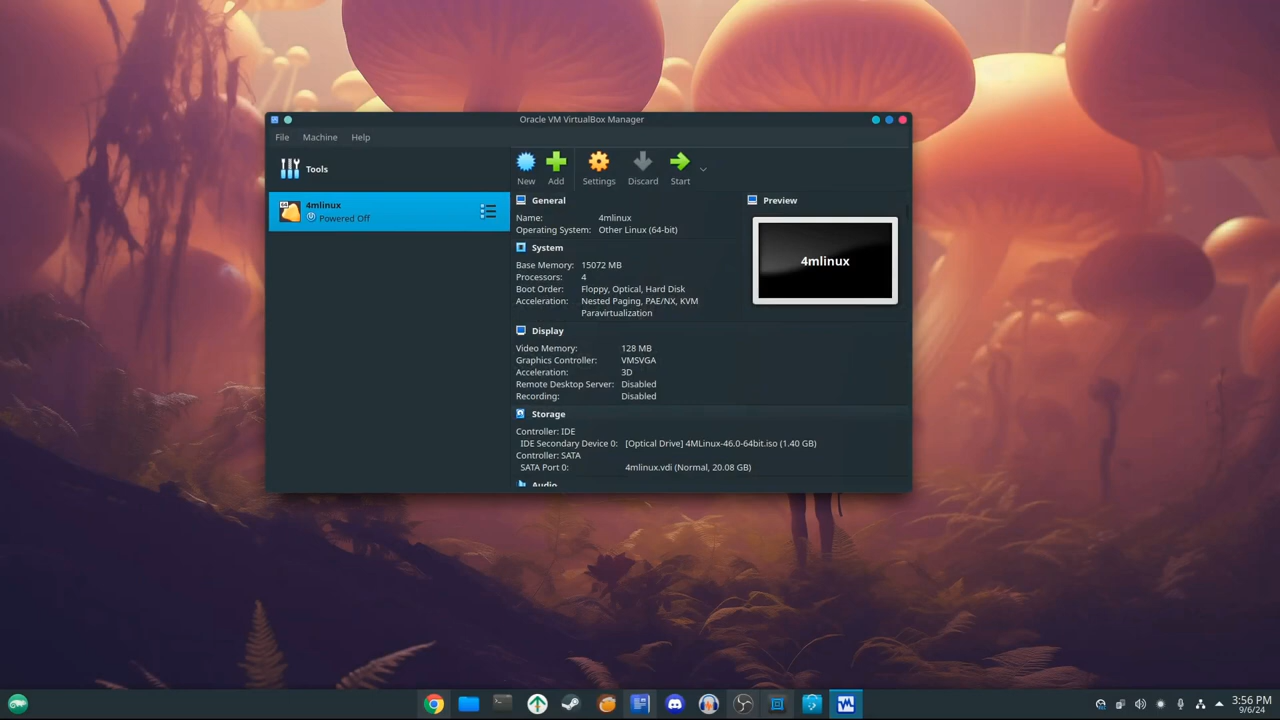 Oracle VM VirtualBox Manager
File Machine Help
Tools
New Add Settings Discard Start
64
4mlinux
Powered Off
General
Name: 4mlinux
Operating System: Other Linux (64-bit)
System
Base Memory: 15072 MB
Processors: 4
Boot Order: Floppy, Optical, Hard Disk
Acceleration: Nested Paging, PAE/NX, KVM
Paravirtualization
Display
Video Memory: 128 MB
Graphics Controller: VMSVGA
Acceleration: 3D
Remote Desktop Server: Disabled
Recording: Disabled
Storage
Controller: IDE
IDE Secondary Device 0: [Optical Drive] 4MLinux-46.0-64bit.iso (1.40 GB)
Controller: SATA
SATA Port 0: 4mlinux.vdi (Normal, 20.08 GB)
Audio
Preview
4mlinux
3:56 PM
9/6/24